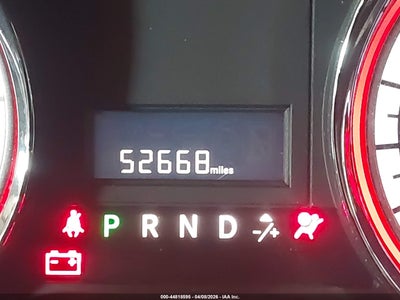 52668 miles
P R N D -/+
000-44818595 - 04/09/2026 - IAA Inc.